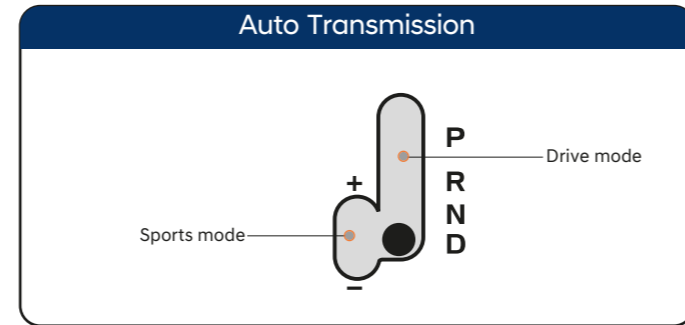 Auto Transmission
P
Drive mode
+
R
N
Sports mode
D
–